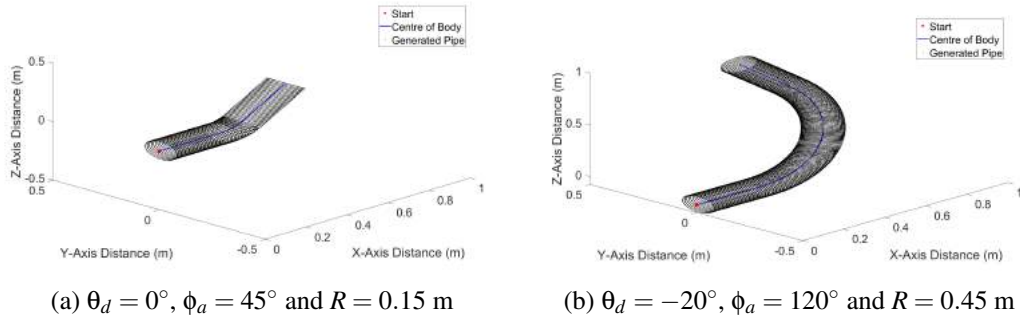 Start
Centre of Body
Generated Pipe
0.5
0
-0.5
0.5
0
-0.5
0
0.2
0.4
0.6
0.8
1
Z-Axis Distance (m)
Y-Axis Distance (m)
X-Axis Distance (m)
(a) θd = 0°, ϕa = 45° and R = 0.15 m
Start
Centre of Body
Generated Pipe
1
0.5
0
0.5
0
-0.5
0
0.2
0.4
0.6
0.8
1
Z-Axis Distance (m)
Y-Axis Distance (m)
X-Axis Distance (m)
(b) θd = −20°, ϕa = 120° and R = 0.45 m